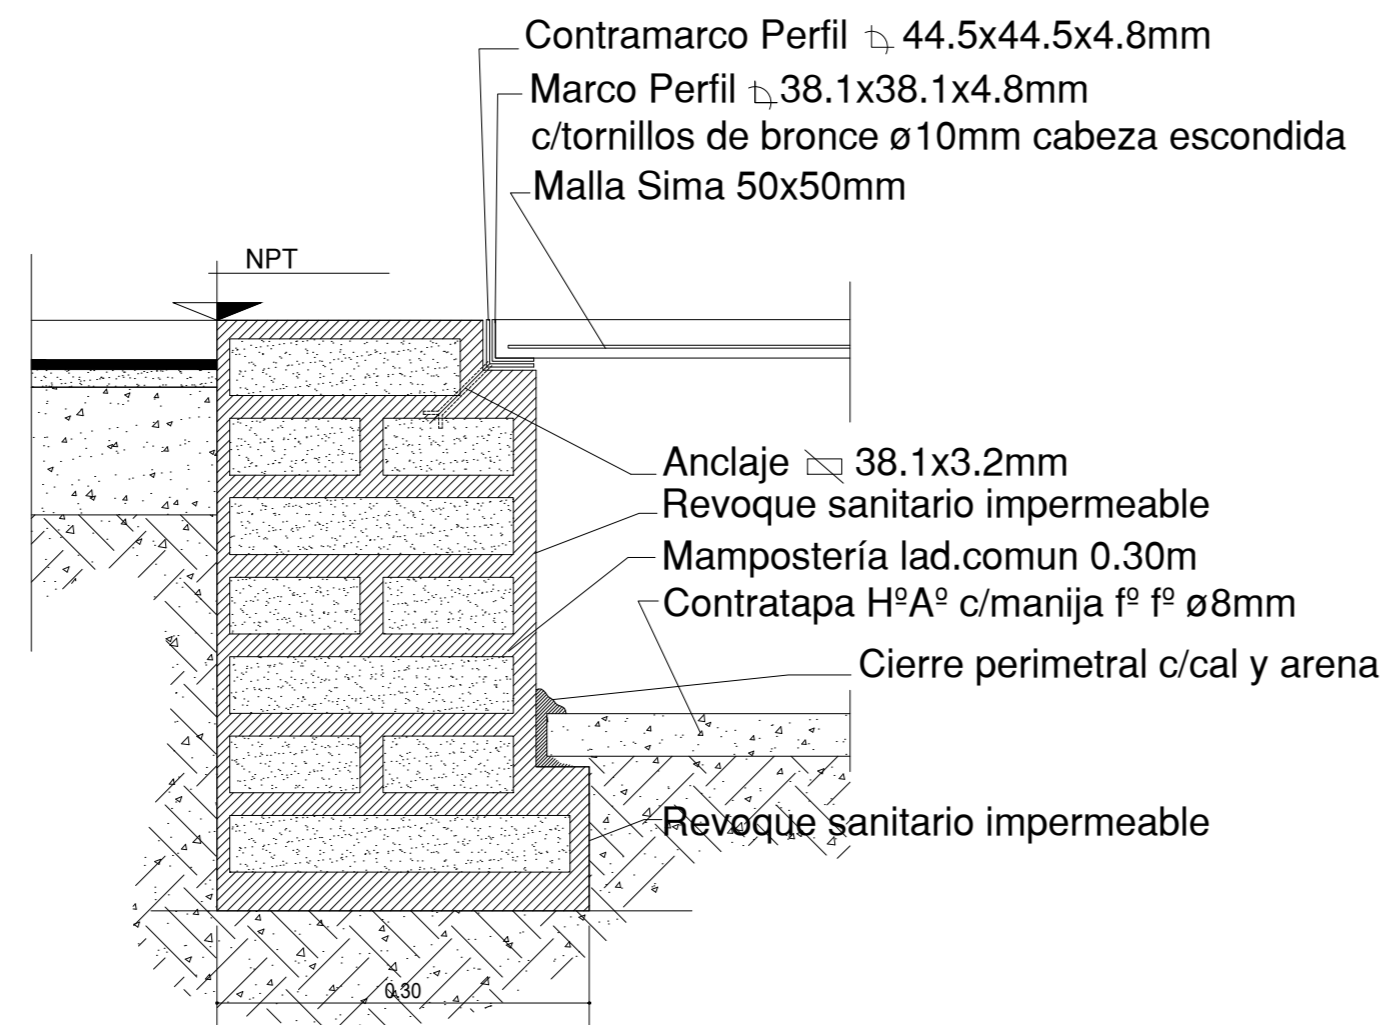 Contramarco Perfil 44.5x44.5x4.8mm
Marco Perfil 38.1x38.1x4.8mm
c/tornillos de bronce ø10mm cabeza escondida
Malla Sima 50x50mm
NPT
Anclaje 38.1x3.2mm
Revoque sanitario impermeable
Mampostería lad.comun 0.30m
Contratapa HºAº c/manija fº fº ø8mm
Cierre perimetral c/cal y arena
Revoque sanitario impermeable
0.30